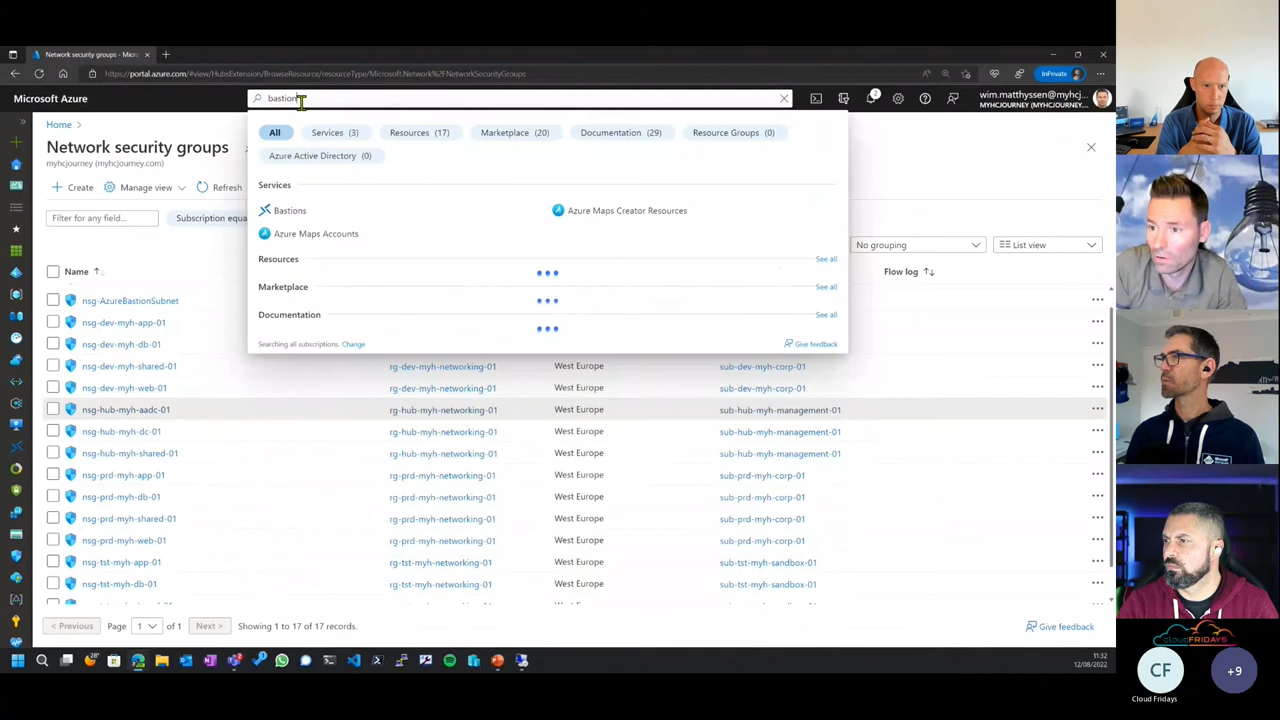 Network security groups - Micr
https://portal.azure.com/#view/HubsExtension/BrowseResource/resourceType/Microsoft.Network%2FNetworkSecurityGroups
InPrivate
Microsoft Azure
bastion
2
wim.matthyssen@myhcj...
MYHCJOURNEY (MYHCJOURNEY....
Home
Network security groups
myhcjourney (myhcjourney.com)
Create
Manage view
Refresh
Filter for any field...
Subscription equa
All
Services (3)
Resources (17)
Marketplace (20)
Documentation (29)
Resource Groups (0)
Azure Active Directory (0)
Services
Bastions
Azure Maps Creator Resources
Azure Maps Accounts
Resources
See all
Marketplace
See all
Documentation
See all
Searching all subscriptions. Change
Give feedback
No grouping
List view
Name
Flow log
nsg-AzureBastionSubnet
nsg-dev-myh-app-01
nsg-dev-myh-db-01
nsg-dev-myh-shared-01 rg-dev-myh-networking-01 West Europe sub-dev-myh-corp-01
nsg-dev-myh-web-01 rg-dev-myh-networking-01 West Europe sub-dev-myh-corp-01
nsg-hub-myh-aadc-01 rg-hub-myh-networking-01 West Europe sub-hub-myh-management-01
nsg-hub-myh-dc-01 rg-hub-myh-networking-01 West Europe sub-hub-myh-management-01
nsg-hub-myh-shared-01 rg-hub-myh-networking-01 West Europe sub-hub-myh-management-01
nsg-prd-myh-app-01 rg-prd-myh-networking-01 West Europe sub-prd-myh-corp-01
nsg-prd-myh-db-01 rg-prd-myh-networking-01 West Europe sub-prd-myh-corp-01
nsg-prd-myh-shared-01 rg-prd-myh-networking-01 West Europe sub-prd-myh-corp-01
nsg-prd-myh-web-01 rg-prd-myh-networking-01 West Europe sub-prd-myh-corp-01
nsg-tst-myh-app-01 rg-tst-myh-networking-01 West Europe sub-tst-myh-sandbox-01
nsg-tst-myh-db-01 rg-tst-myh-networking-01 West Europe sub-tst-myh-sandbox-01
< Previous
Page 1 of 1
Next >
Showing 1 to 17 of 17 records.
Give feedback
28°
11:32
12/08/2022
cloudFRIDAYS
CF
+9
Cloud Fridays